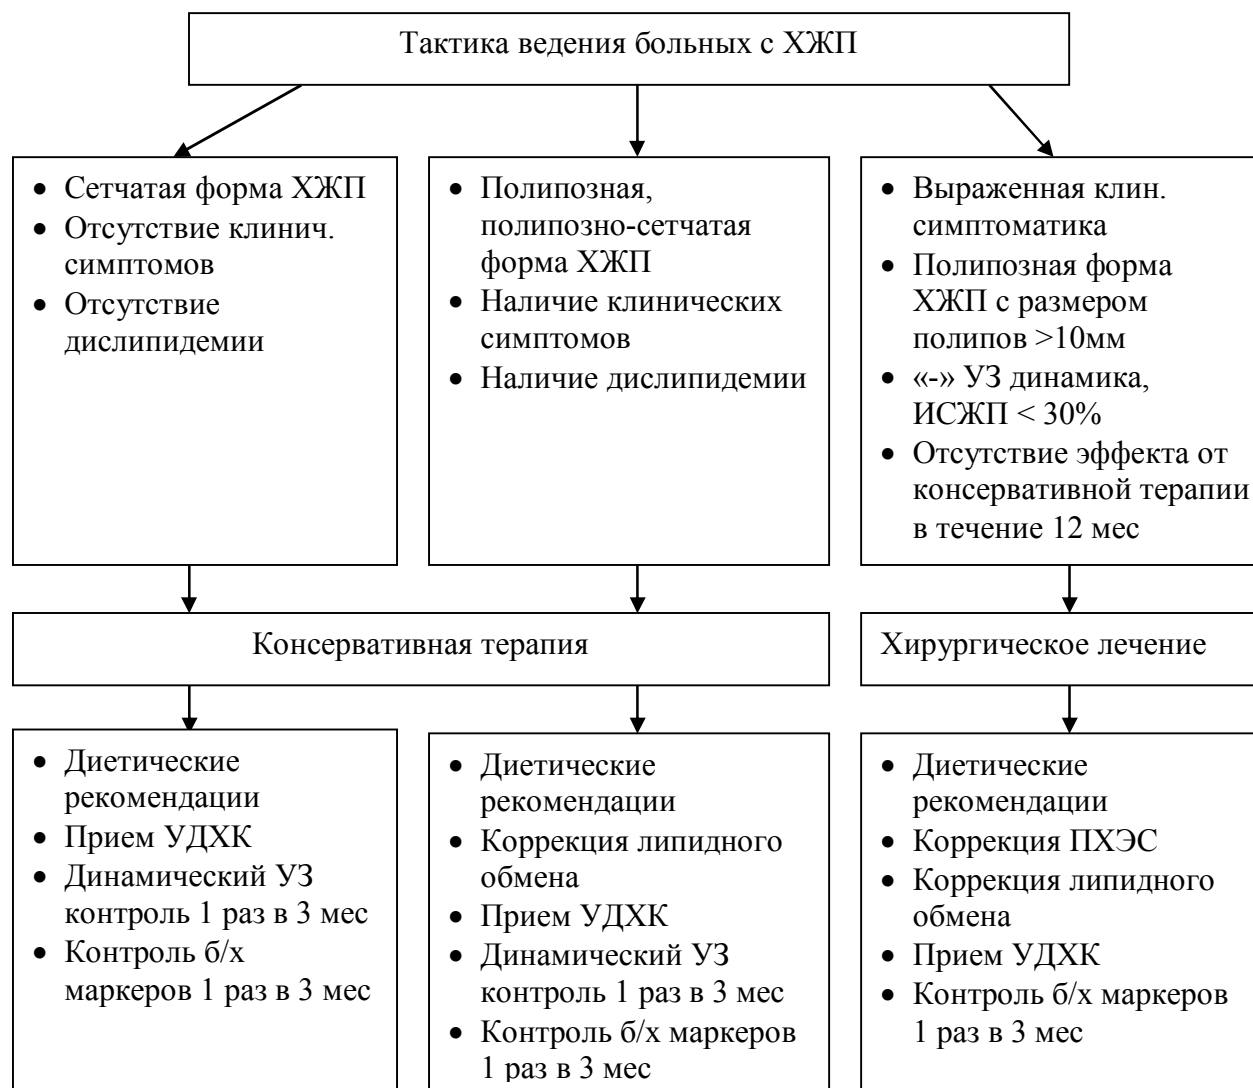 Тактика ведения больных с ХЖП
• Сетчатая форма ХЖП
• Отсутствие клинич.
симптомов
• Отсутствие
дислипидемии
• Полипозная,
полипозно-сетчатая
форма ХЖП
• Наличие клинических
симптомов
• Наличие дислипидемии
• Выраженная клин.
симптоматика
• Полипозная форма
ХЖП с размером
полипов >10мм
• «-» УЗ динамика,
ИСЖП < 30%
• Отсутствие эффекта от
консервативной терапии
в течение 12 мес
Консервативная терапия
Хирургическое лечение
• Диетические
рекомендации
• Прием УДХК
• Динамический УЗ
контроль 1 раз в 3 мес
• Контроль б/х
маркеров 1 раз в 3 мес
• Диетические
рекомендации
• Коррекция липидного
обмена
• Прием УДХК
• Динамический УЗ
контроль 1 раз в 3 мес
• Контроль б/х маркеров
1 раз в 3 мес
• Диетические
рекомендации
• Коррекция ПХЭС
• Коррекция липидного
обмена
• Прием УДХК
• Контроль б/х маркеров
1 раз в 3 мес